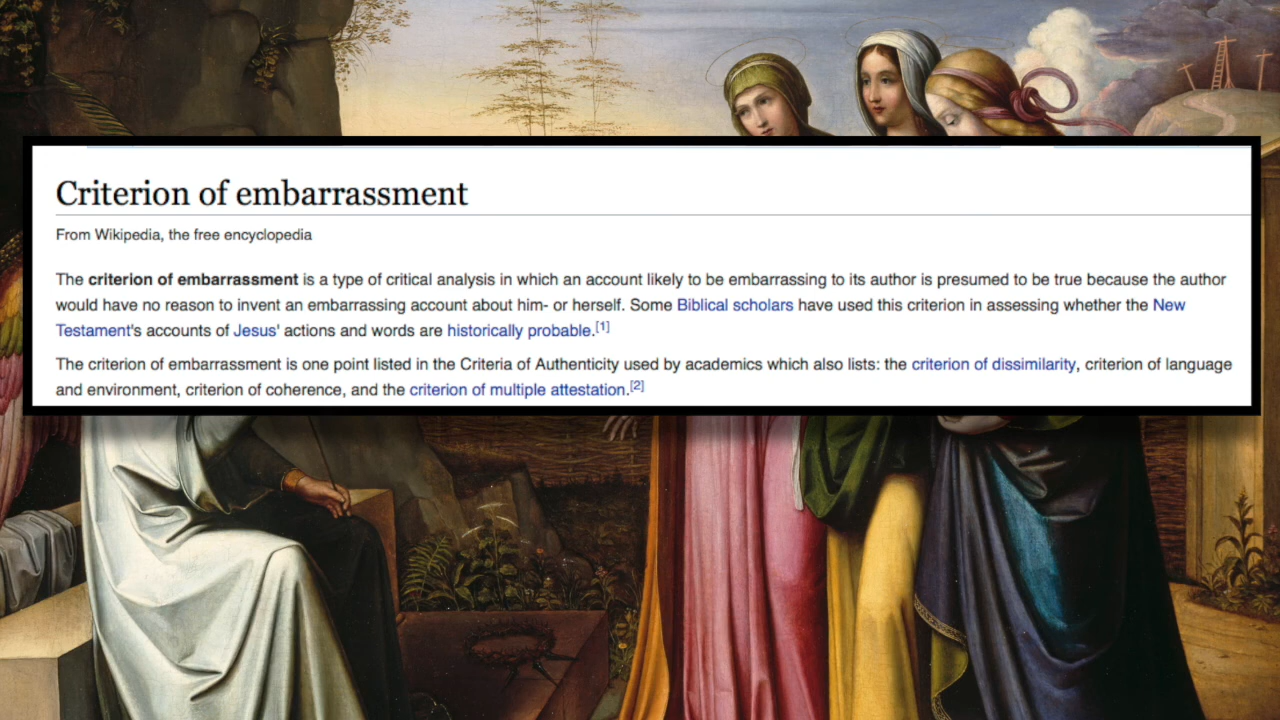 Criterion of embarrassment
From Wikipedia, the free encyclopedia
The criterion of embarrassment is a type of critical analysis in which an account likely to be embarrassing to its author is presumed to be true because the author
would have no reason to invent an embarrassing account about him- or herself. Some Biblical scholars have used this criterion in assessing whether the New
Testament's accounts of Jesus' actions and words are historically probable.[1]
The criterion of embarrassment is one point listed in the Criteria of Authenticity used by academics which also lists: the criterion of dissimilarity, criterion of language
and environment, criterion of coherence, and the criterion of multiple attestation.[2]